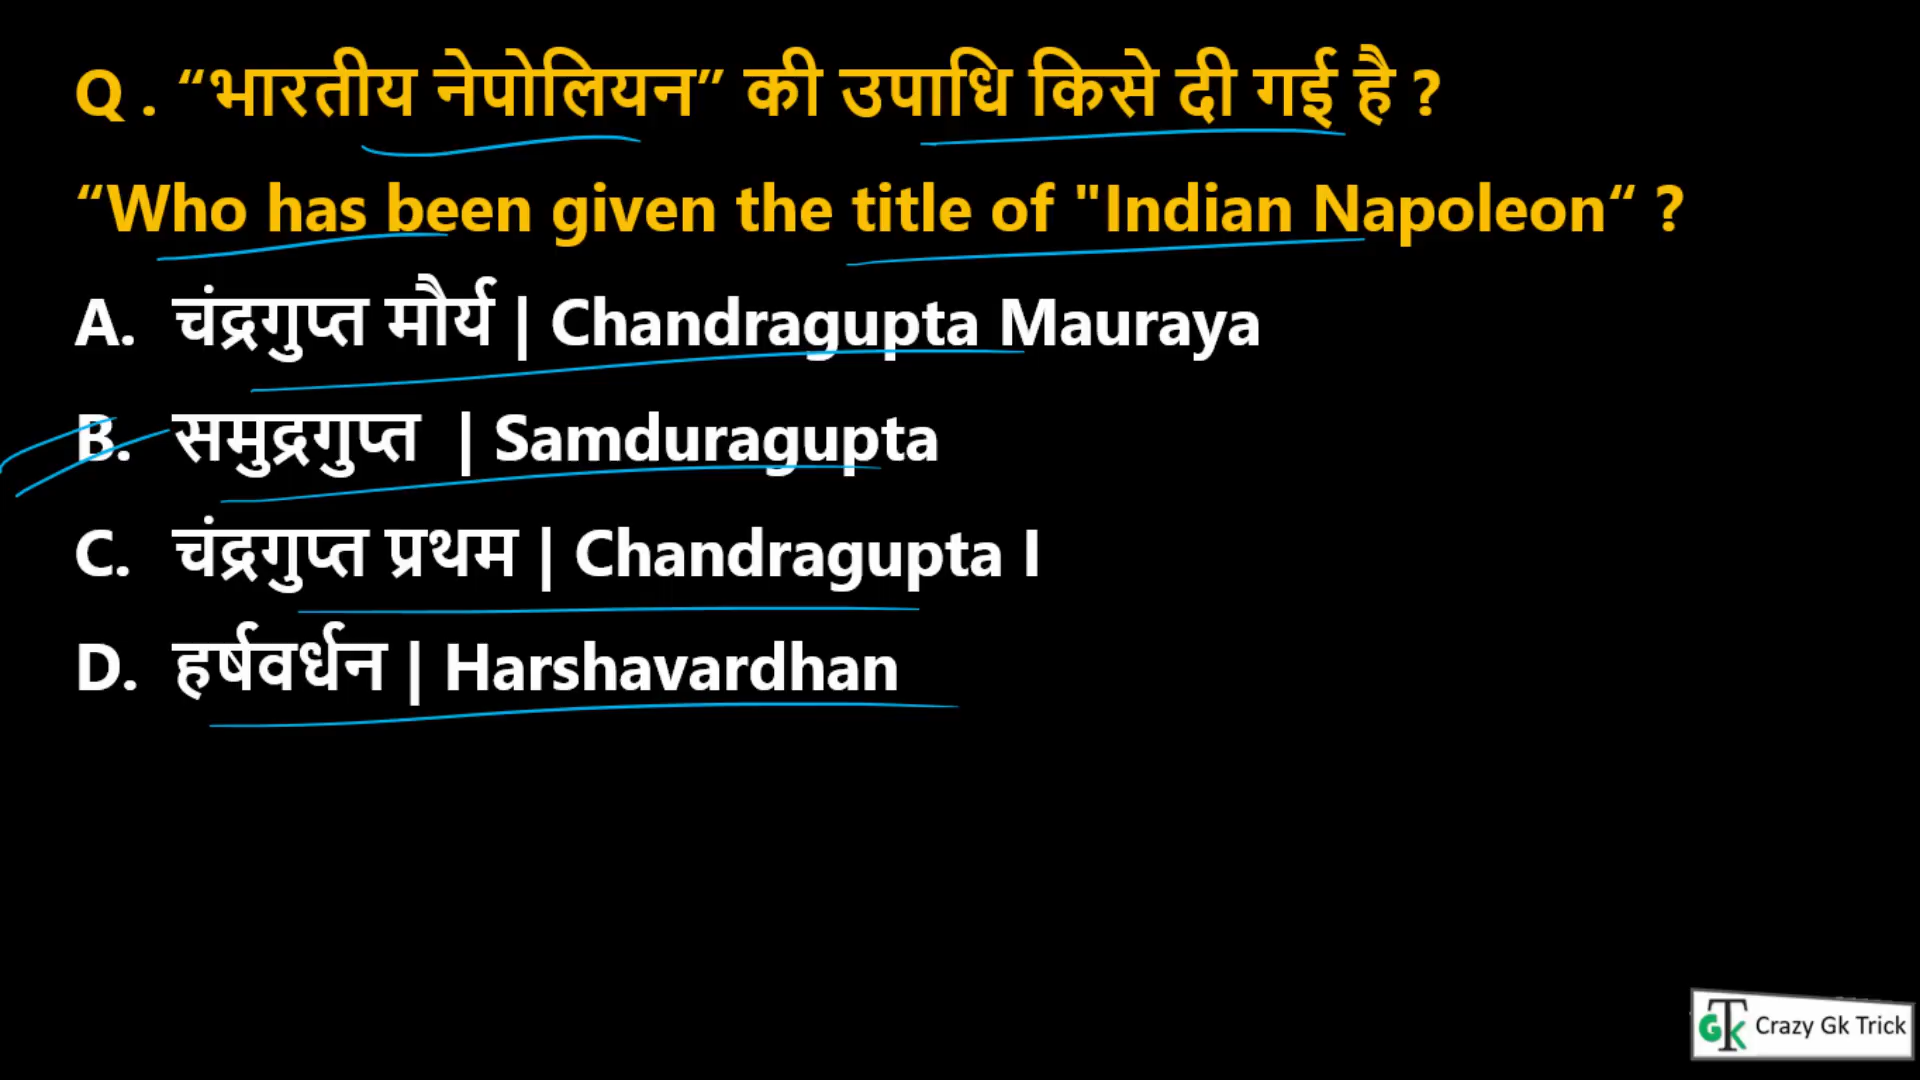 Q . “भारतीय नेपोलियन” की उपाधि किसे दी गई है ?
“Who has been given the title of "Indian Napoleon“ ?
A. चंद्रगुप्त मौर्य | Chandragupta Mauraya
B. समुद्रगुप्त | Samduragupta
C. चंद्रगुप्त प्रथम | Chandragupta I
D. हर्षवर्धन | Harshavardhan
GTK Crazy Gk Trick